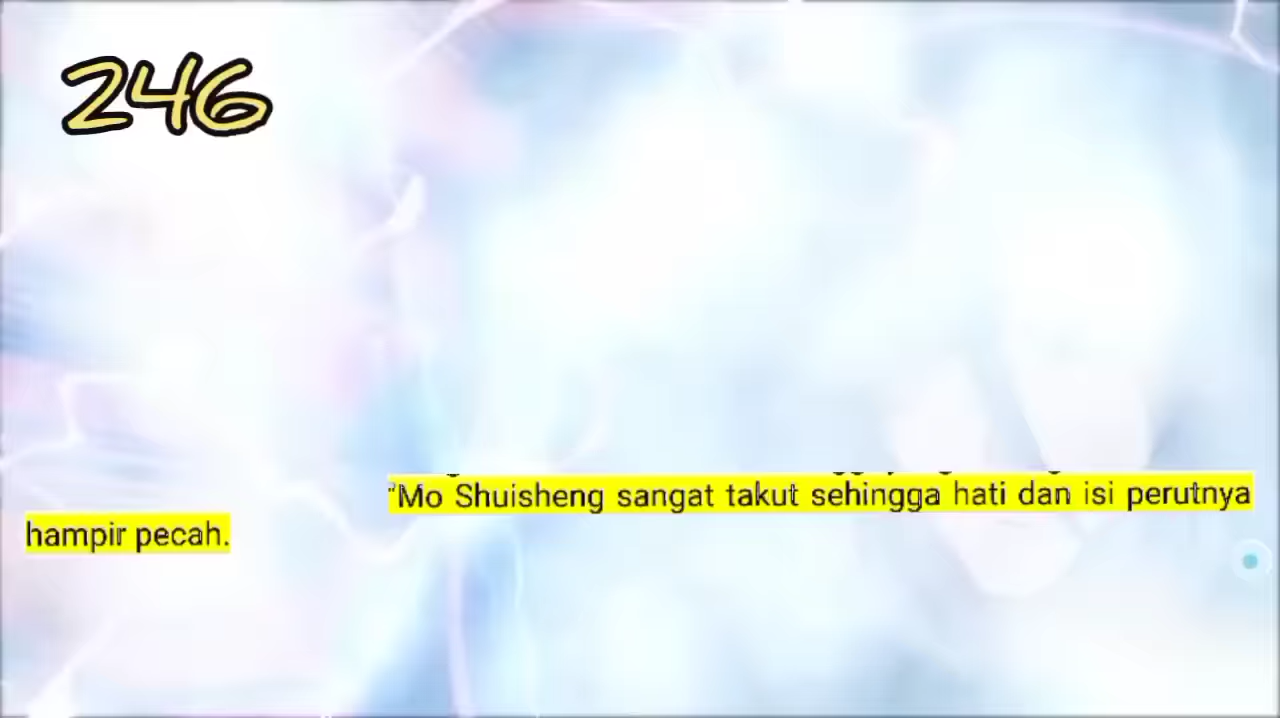 246
"Mo Shuisheng sangat takut sehingga hati dan isi perutnya
hampir pecah.